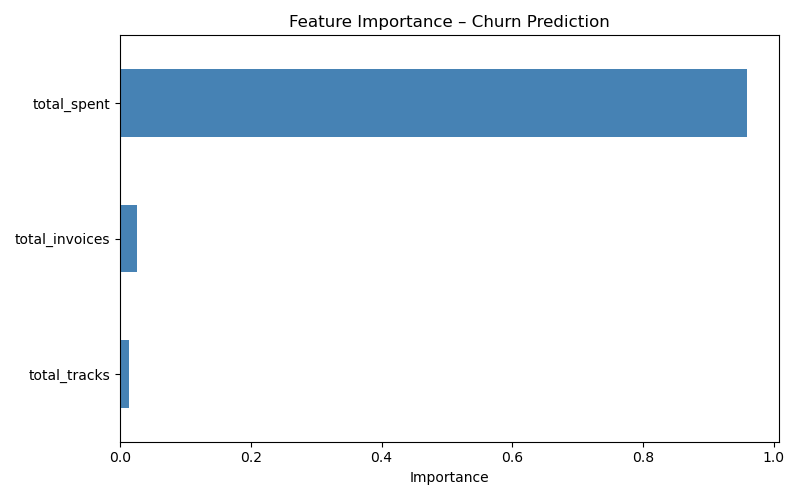 Feature Importance – Churn Prediction
total_spent
total_invoices
total_tracks
0.0 0.2 0.4 0.6 0.8 1.0
Importance